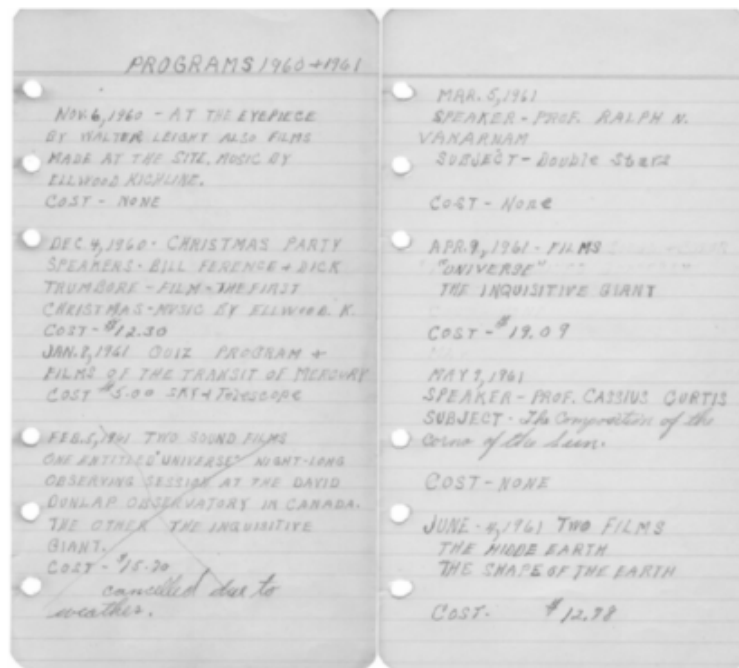 PROGRAMS 1960 + 1961
NOV. 6, 1960 - AT THE EYEPIECE
BY WALTER LEIGHT ALSO FILMS
MADE AT THE SITE. MUSIC BY
ELLWOOD KICHLINE.
COST - NONE
DEC. 4, 1960 - CHRISTMAS PARTY
SPEAKERS - BILL FERENCE + DICK
TRUMBORE - FILM - THE FIRST
CHRISTMAS - MUSIC BY ELLWOOD. K.
COST - $12.30
JAN. 8, 1961 QUIZ PROGRAM +
FILMS OF THE TRANSIT OF MERCURY
COST $5.00 SKY + Telescope
FEB. 5, 1961 TWO SOUND FILMS
ONE ENTITLED "UNIVERSE" NIGHT-LONG
OBSERVING SESSION AT THE DAVID
DUNLAP OBSERVATORY IN CANADA.
THE OTHER THE INQUISITIVE
GIANT.
COST - $15.20
cancelled due to
weather.
MAR. 5, 1961
SPEAKER - PROF. RALPH N.
VANARNAM
SUBJECT - Double Stars
COST - None
APR. 9, 1961 - FILMS
"UNIVERSE"
THE INQUISITIVE GIANT
COST - $19.09
MAY 7, 1961
SPEAKER - PROF. CASSIUS CURTIS
SUBJECT - The Composition of the
corno of the Sun.
COST - NONE
JUNE - 4, 1961 TWO FILMS
THE HIDDE EARTH
THE SHAPE OF THE EARTH
COST - $12.98